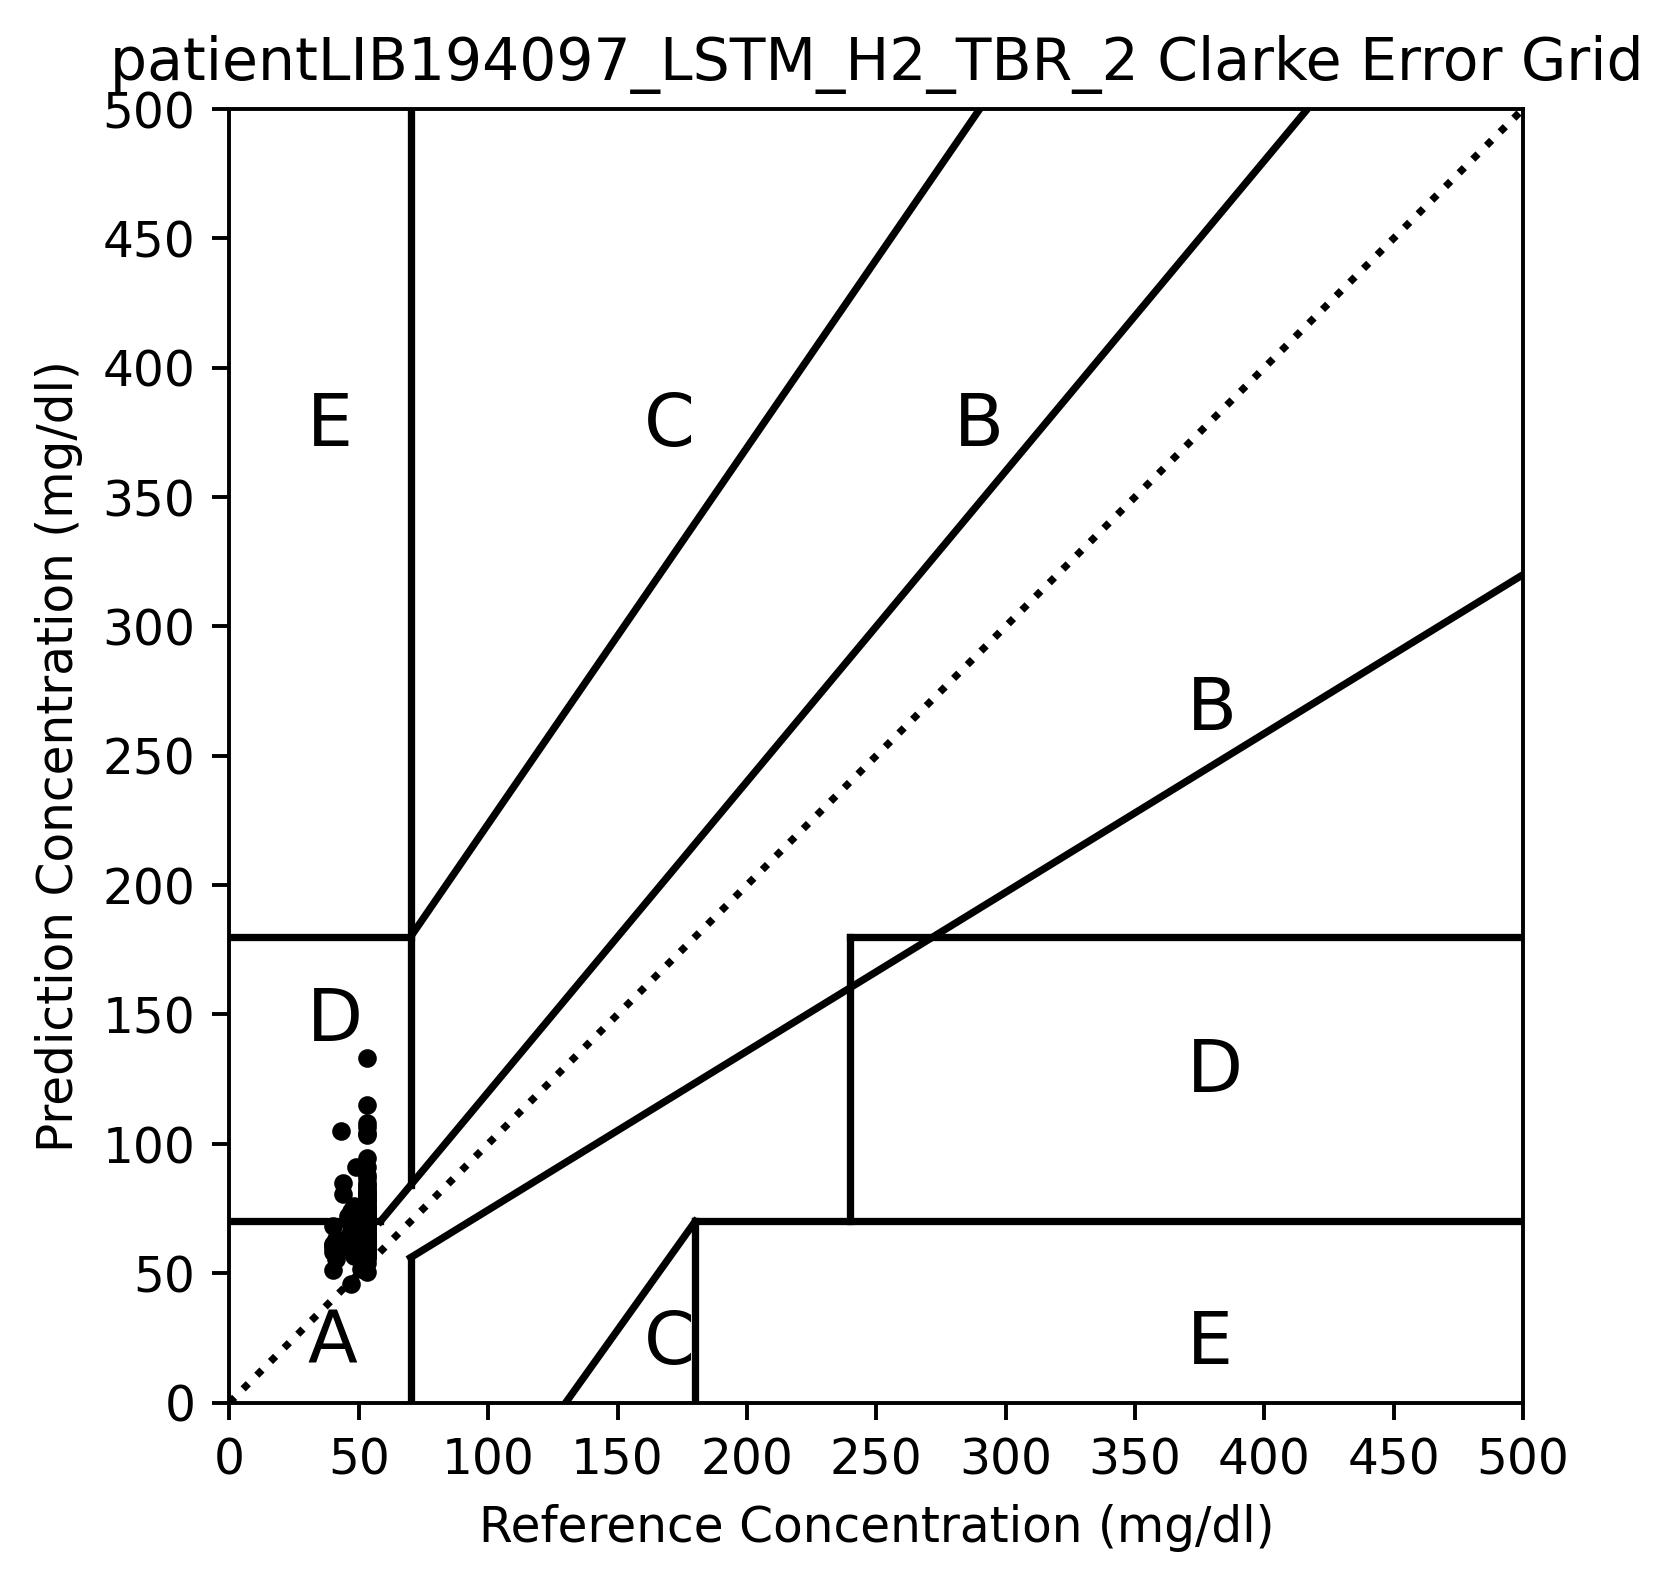 patientLIB194097_LSTM_H2_TBR_2 Clarke Error Grid
Prediction Concentration (mg/dl)
500
450
400
350
300
250
200
150
100
50
0
E
C
B
B
D
D
A
C
E
0 50 100 150 200 250 300 350 400 450 500
Reference Concentration (mg/dl)